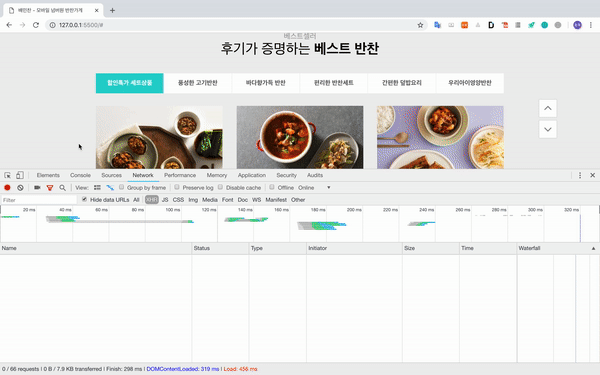 배민찬 - 모바일 넘버원 반찬가게
127.0.0.1:5500/#
베스트셀러
후기가 증명하는 베스트 반찬
할인특가 세트상품 풍성한 고기반찬 바다향가득 반찬 편리한 반찬세트 간편한 덮밥요리 우리아이영양반찬
Elements Console Sources Network Performance Memory Application Security Audits
View: Group by frame Preserve log Disable cache Offline Online
Filter Hide data URLs All XHR JS CSS Img Media Font Doc WS Manifest Other
20 ms 40 ms 60 ms 80 ms 100 ms 120 ms 140 ms 160 ms 180 ms 200 ms 220 ms 240 ms 260 ms 280 ms 300 ms 320 ms
Name Status Type Initiator Size Time Waterfall
0 / 66 requests | 0 B / 7.9 KB transferred | Finish: 298 ms | DOMContentLoaded: 319 ms | Load: 456 ms